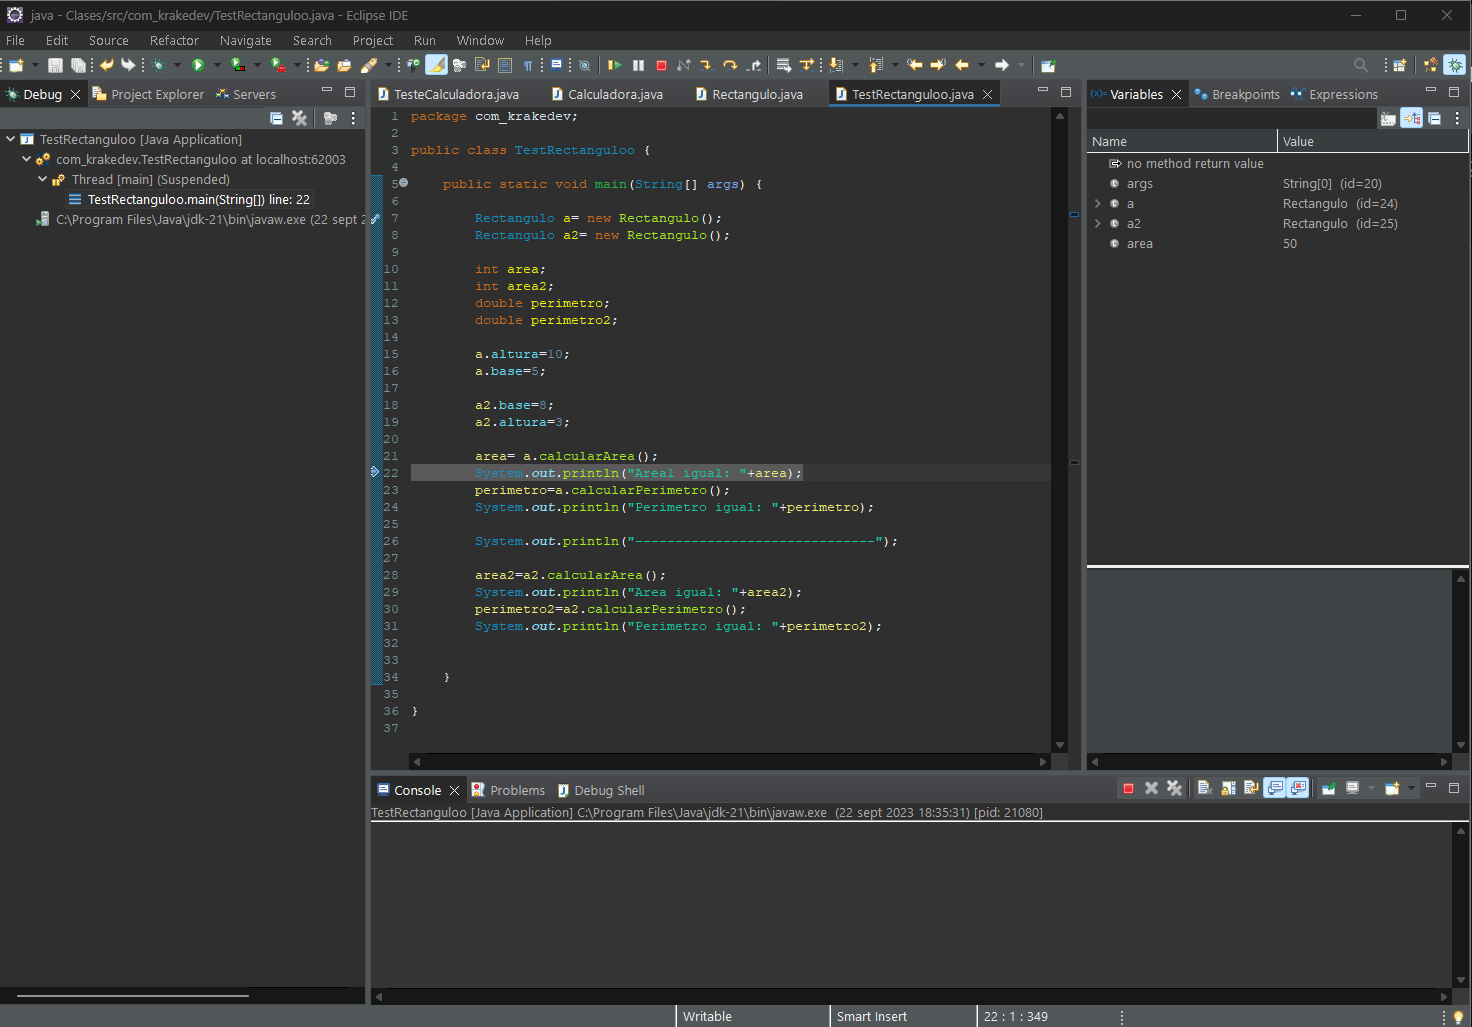 java - Clases/src/com_krakedev/TestRectanguloo.java - Eclipse IDE
File Edit Source Refactor Navigate Search Project Run Window Help
Debug Project Explorer Servers
TestRectanguloo [Java Application]
com_krakedev.TestRectanguloo at localhost:62003
Thread [main] (Suspended)
TestRectanguloo.main(String[]) line: 22
C:\Program Files\Java\jdk-21\bin\javaw.exe (22 sept 2
TesteCalculadora.java Calculadora.java Rectangulo.java TestRectanguloo.java
1 package com_krakedev;
2
3 public class TestRectanguloo {
4
5 public static void main(String[] args) {
6
7 Rectangulo a= new Rectangulo();
8 Rectangulo a2= new Rectangulo();
9
10 int area;
11 int area2;
12 double perimetro;
13 double perimetro2;
14
15 a.altura=10;
16 a.base=5;
17
18 a2.base=8;
19 a2.altura=3;
20
21 area= a.calcularArea();
22 System.out.println("Areal igual: "+area);
23 perimetro=a.calcularPerimetro();
24 System.out.println("Perimetro igual: "+perimetro);
25
26 System.out.println("------------------------------");
27
28 area2=a2.calcularArea();
29 System.out.println("Area igual: "+area2);
30 perimetro2=a2.calcularPerimetro();
31 System.out.println("Perimetro igual: "+perimetro2);
32
33
34 }
35
36 }
37
Variables Breakpoints Expressions
Name Value
no method return value
args String[0] (id=20)
a Rectangulo (id=24)
a2 Rectangulo (id=25)
area 50
Console Problems Debug Shell
TestRectanguloo [Java Application] C:\Program Files\Java\jdk-21\bin\javaw.exe (22 sept 2023 18:35:31) [pid: 21080]
Writable Smart Insert 22 : 1 : 349